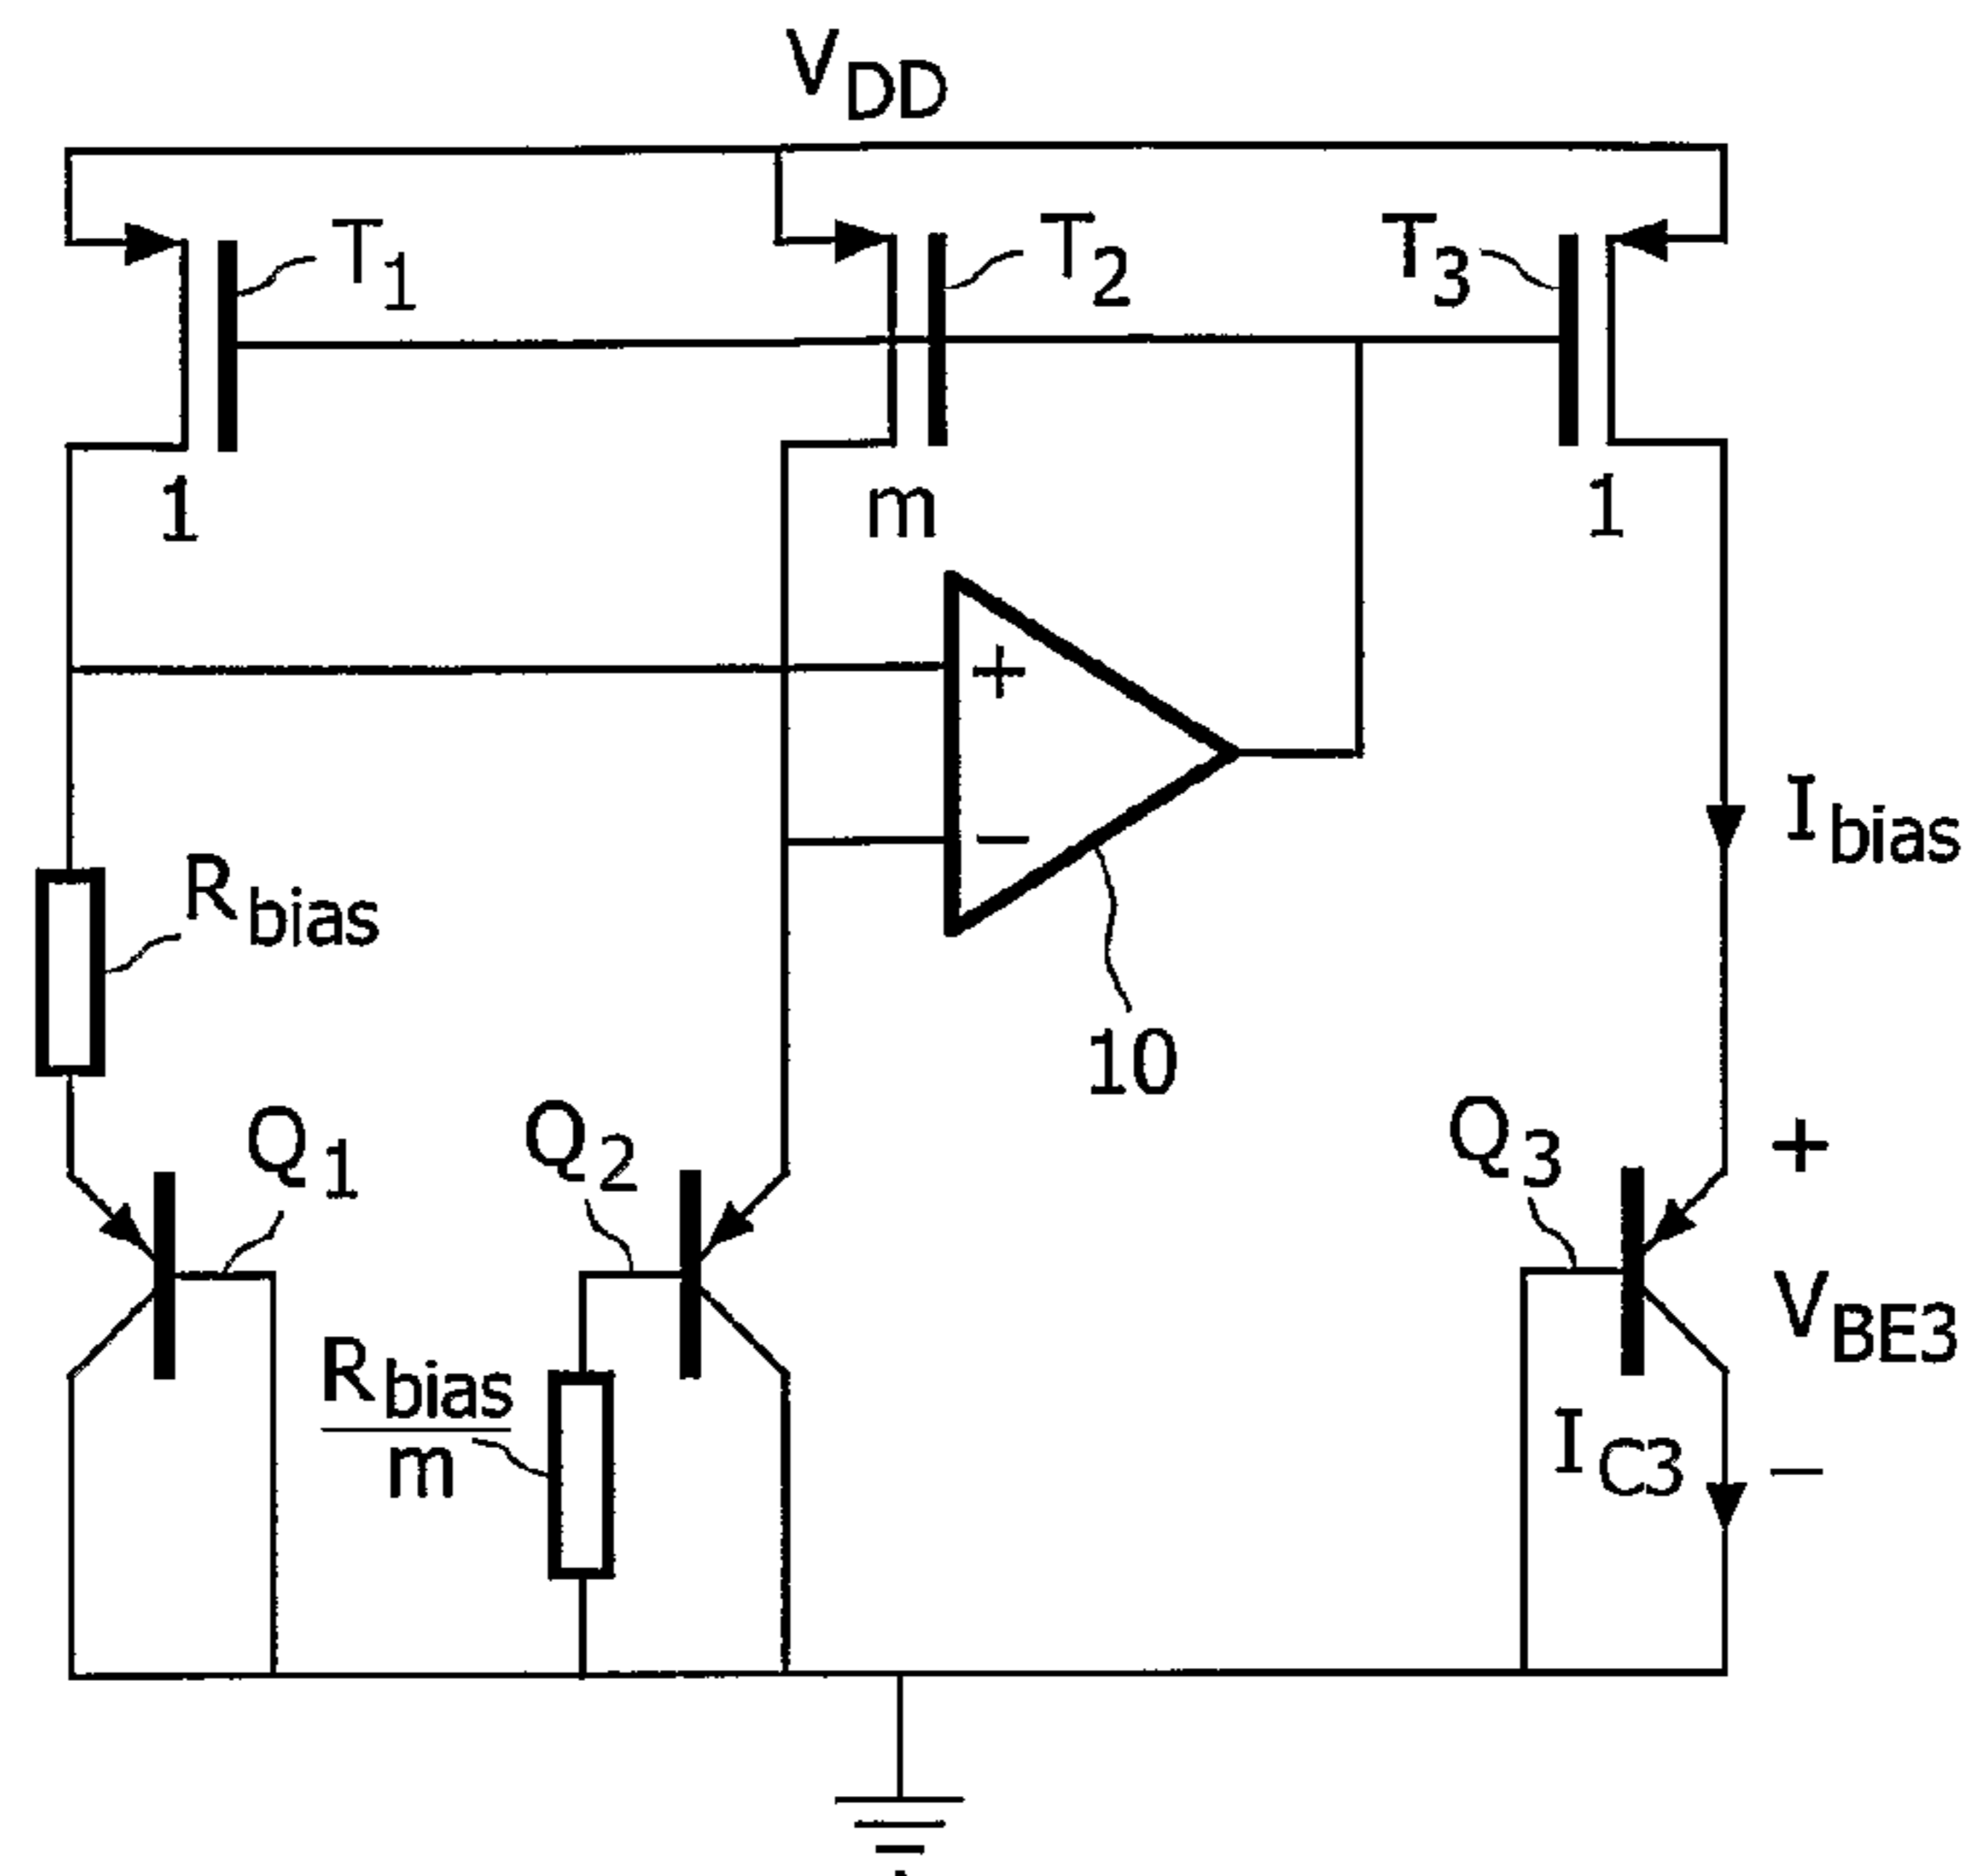 VDD
T1
T2
T3
1
m
1
+
−
10
Ibias
Rbias
Q1
Q2
Q3
+
VBE3
−
Rbias
m
IC3